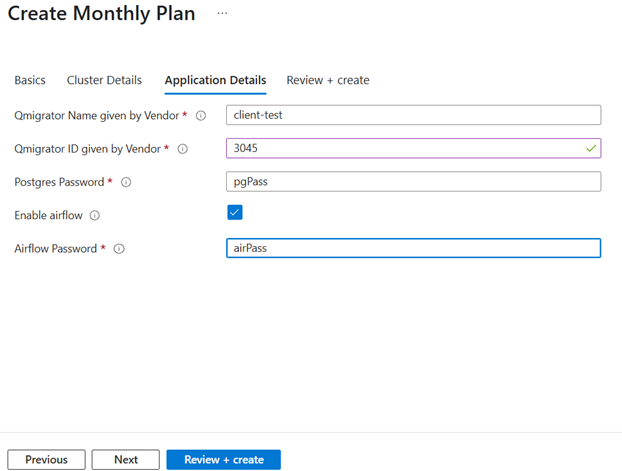 Create Monthly Plan ...
Basics Cluster Details Application Details Review + create
Qmigrator Name given by Vendor * client-test
Qmigrator ID given by Vendor * 3045
Postgres Password * pgPass
Enable airflow
Airflow Password * airPass
Previous Next Review + create